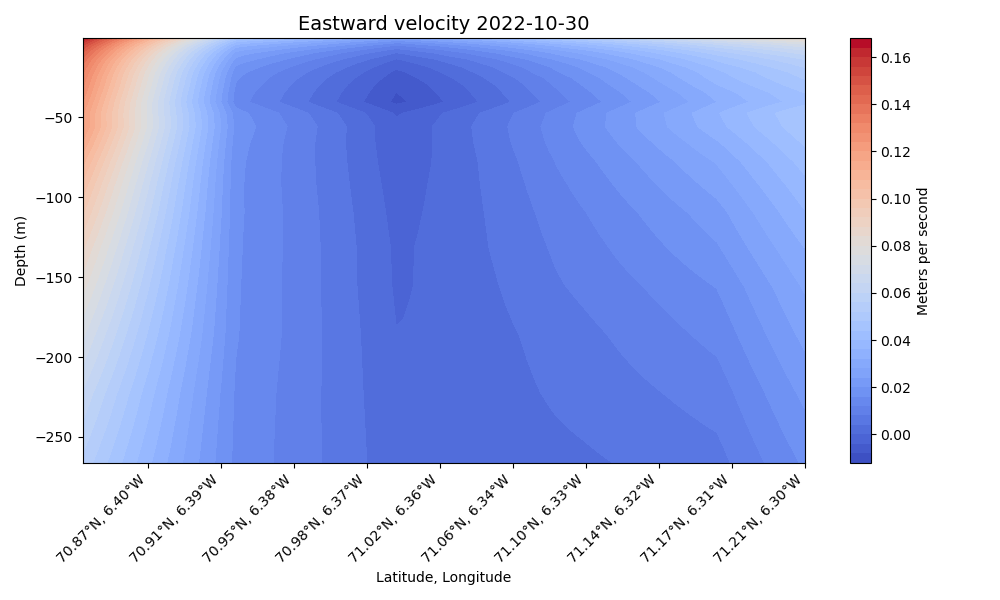 Eastward velocity 2022-10-30
Depth (m)
−50
−100
−150
−200
−250
70.87°N, 6.40°W
70.91°N, 6.39°W
70.95°N, 6.38°W
70.98°N, 6.37°W
71.02°N, 6.36°W
71.06°N, 6.34°W
71.10°N, 6.33°W
71.14°N, 6.32°W
71.17°N, 6.31°W
71.21°N, 6.30°W
Latitude, Longitude
0.16
0.14
0.12
0.10
0.08
0.06
0.04
0.02
0.00
Meters per second